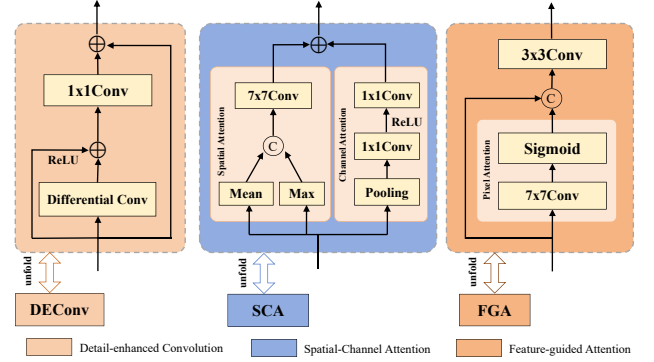 1x1Conv
ReLU
Differential Conv
unfold
DEConv
7x7Conv
1x1Conv
ReLU
C
1x1Conv
Spatial Attention
Channel Attention
Mean
Max
Pooling
unfold
SCA
3x3Conv
C
Sigmoid
Pixel Attention
7x7Conv
unfold
FGA
Detail-enhanced Convolution
Spatial-Channel Attention
Feature-guided Attention